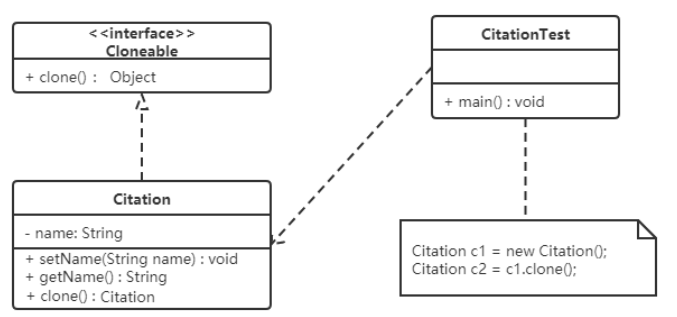 <<interface>>
Cloneable
+ clone() : Object
CitationTest
+ main() : void
Citation
- name: String
+ setName(String name) : void
+ getName() : String
+ clone() : Citation
Citation c1 = new Citation();
Citation c2 = c1.clone();